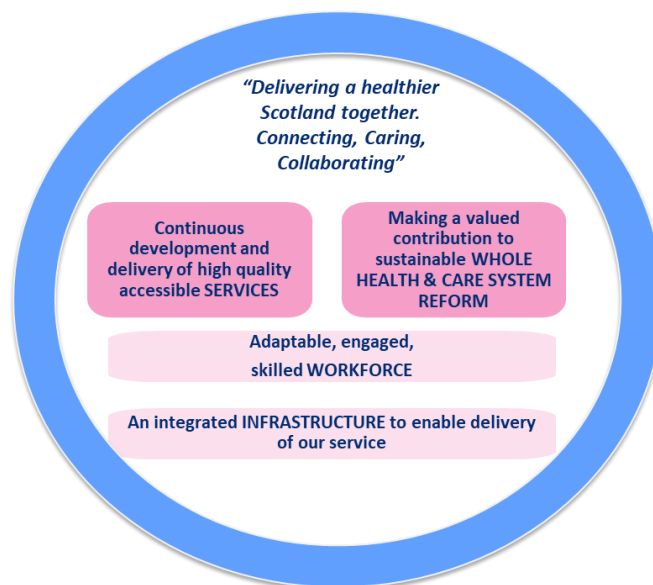 “Delivering a healthier
Scotland together.
Connecting, Caring,
Collaborating”
Continuous
development and
delivery of high quality
accessible SERVICES
Making a valued
contribution to
sustainable WHOLE
HEALTH & CARE SYSTEM
REFORM
Adaptable, engaged,
skilled WORKFORCE
An integrated INFRASTRUCTURE to enable delivery
of our service